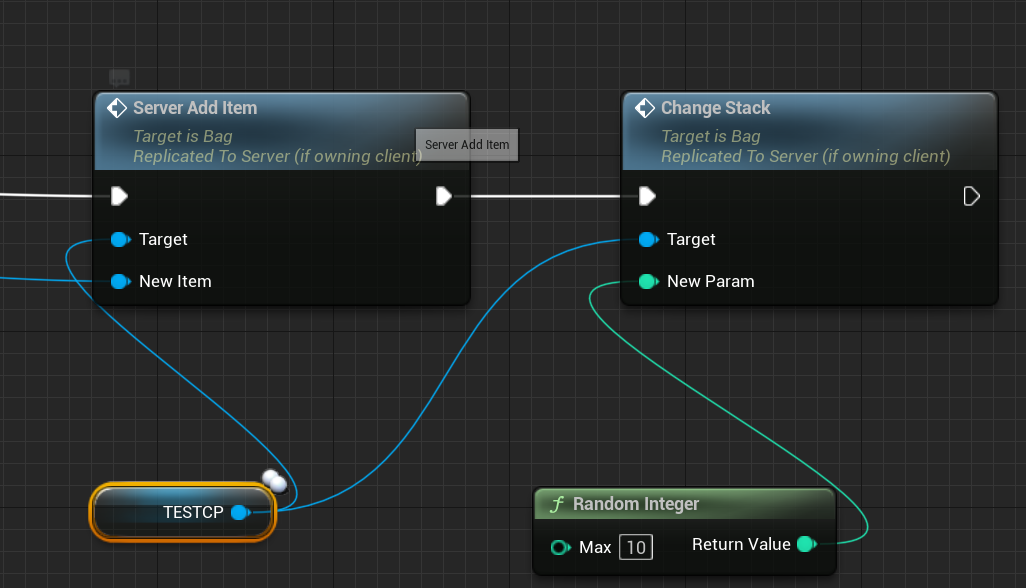 Server Add Item
Target is Bag
Replicated To Server (if owning client)
Server Add Item
Target
New Item
Change Stack
Target is Bag
Replicated To Server (if owning client)
Target
New Param
TESTCP
f Random Integer
Max 10 Return Value